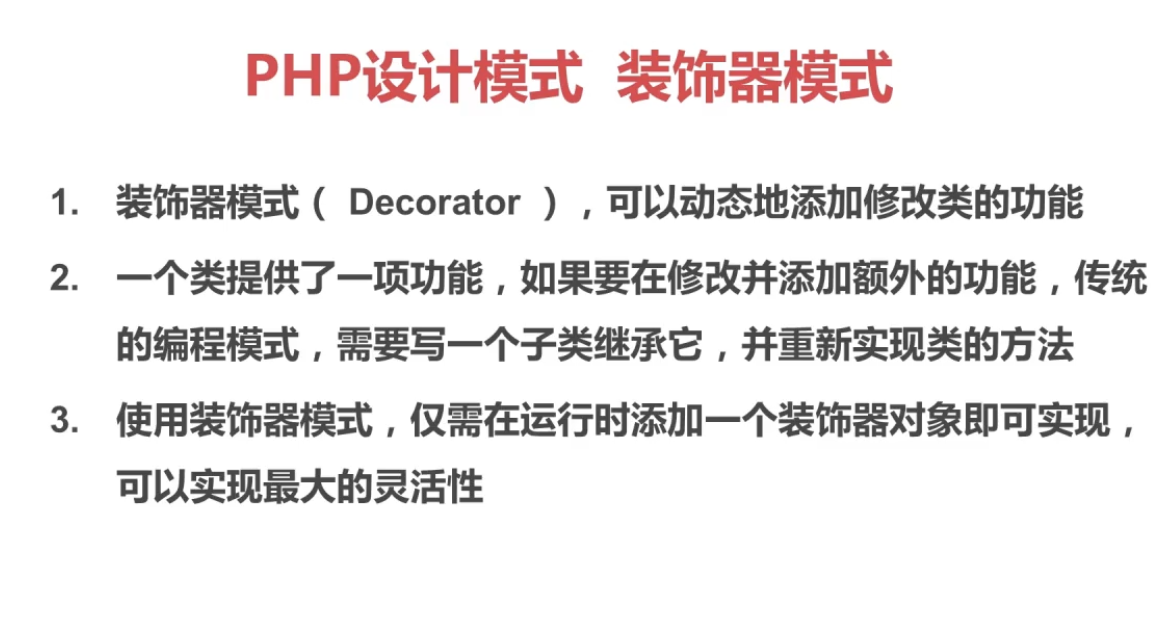 PHP设计模式 装饰器模式
1. 装饰器模式（ Decorator ），可以动态地添加修改类的功能
2. 一个类提供了一项功能，如果要在修改并添加额外的功能，传统
的编程模式，需要写一个子类继承它，并重新实现类的方法
3. 使用装饰器模式，仅需在运行时添加一个装饰器对象即可实现，
可以实现最大的灵活性